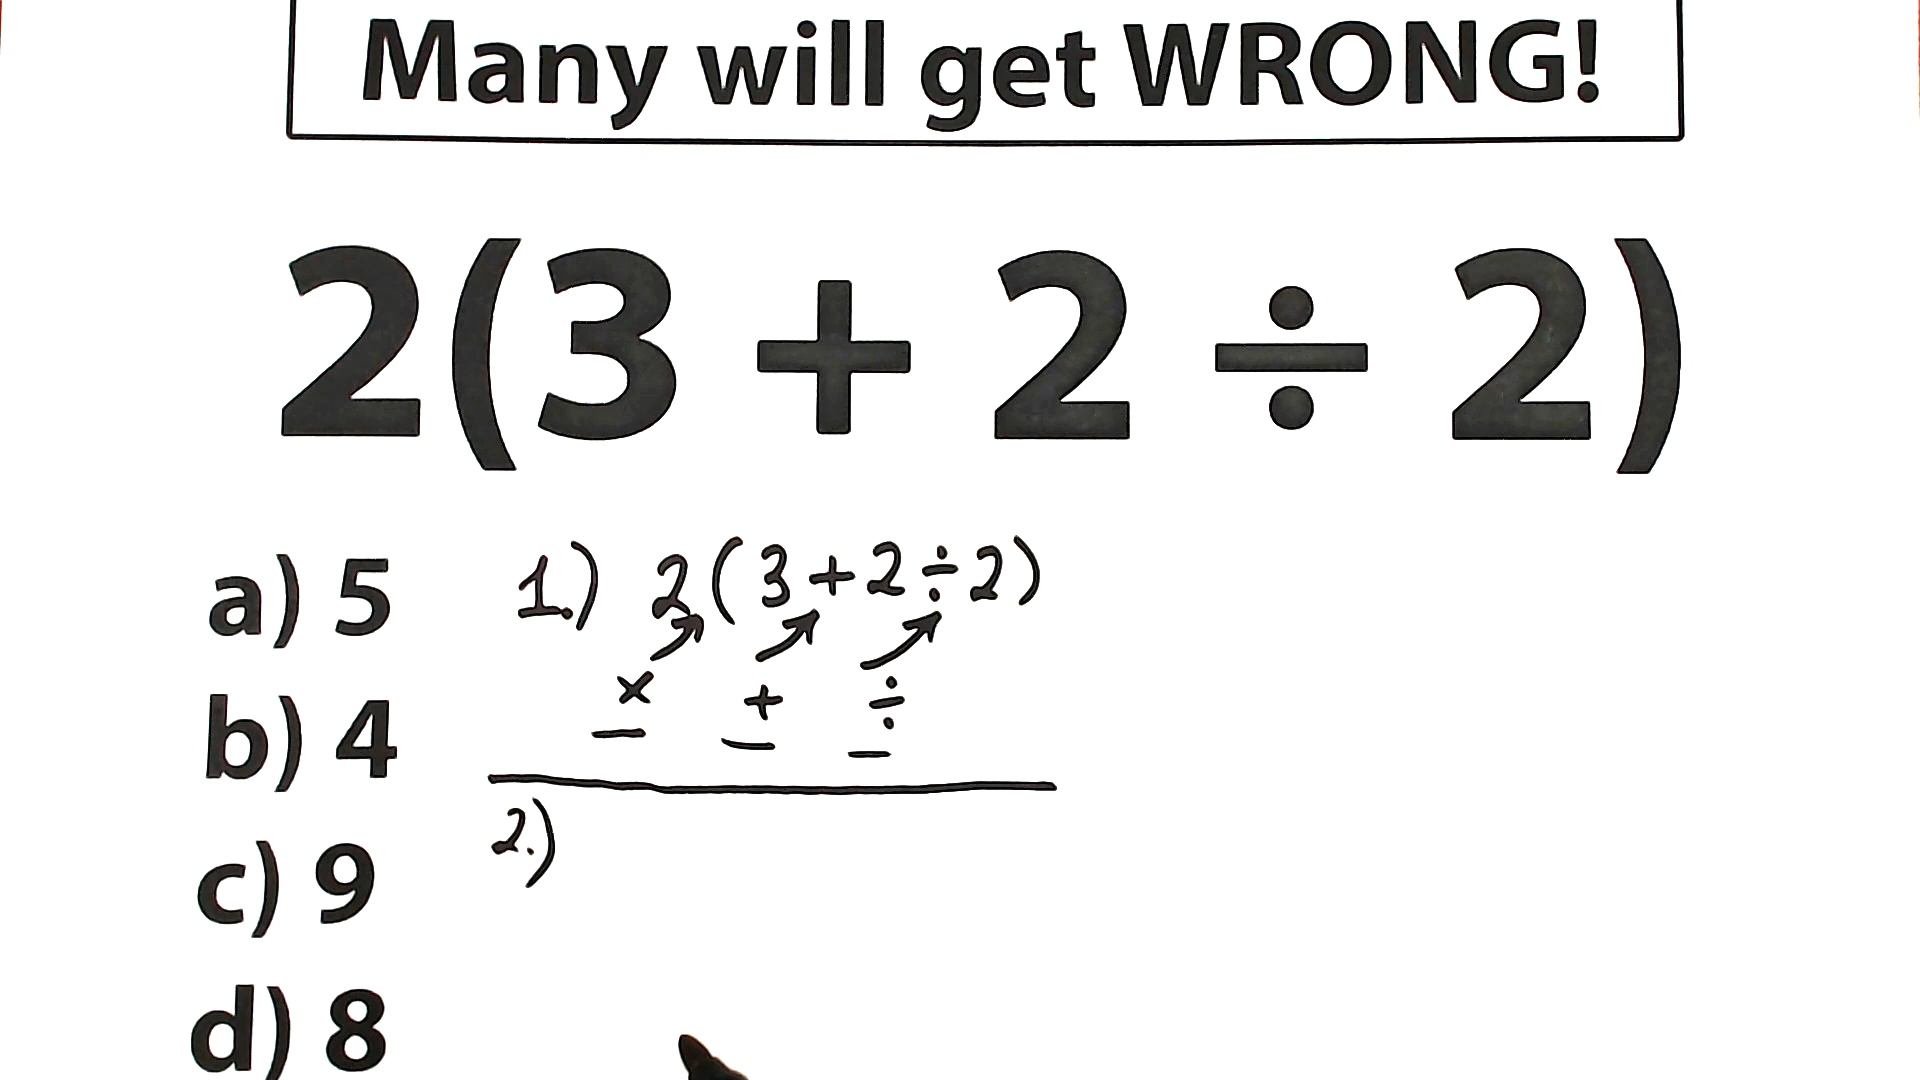 Many will get WRONG!
2(3 + 2 ÷ 2)
a) 5
b) 4
c) 9
d) 8
1.) 2(3+2÷2)
× + ÷
2.)